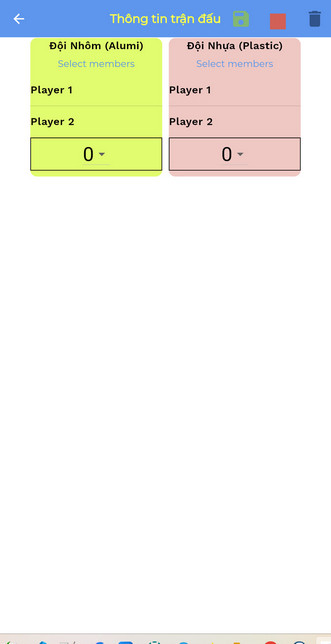 Thông tin trận đấu
Đội Nhôm (Alumi)
Select members
Player 1
Player 2
0
Đội Nhựa (Plastic)
Select members
Player 1
Player 2
0